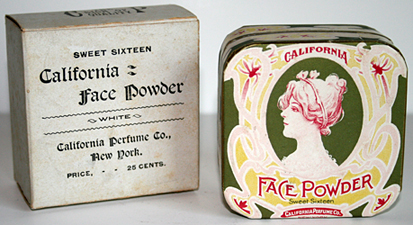 SWEET SIXTEEN
California
Face Powder
WHITE
California Perfume Co.,
New York.
PRICE, - - 25 CENTS.
CALIFORNIA
FACE POWDER
Sweet Sixteen
CALIFORNIA PERFUME CO.